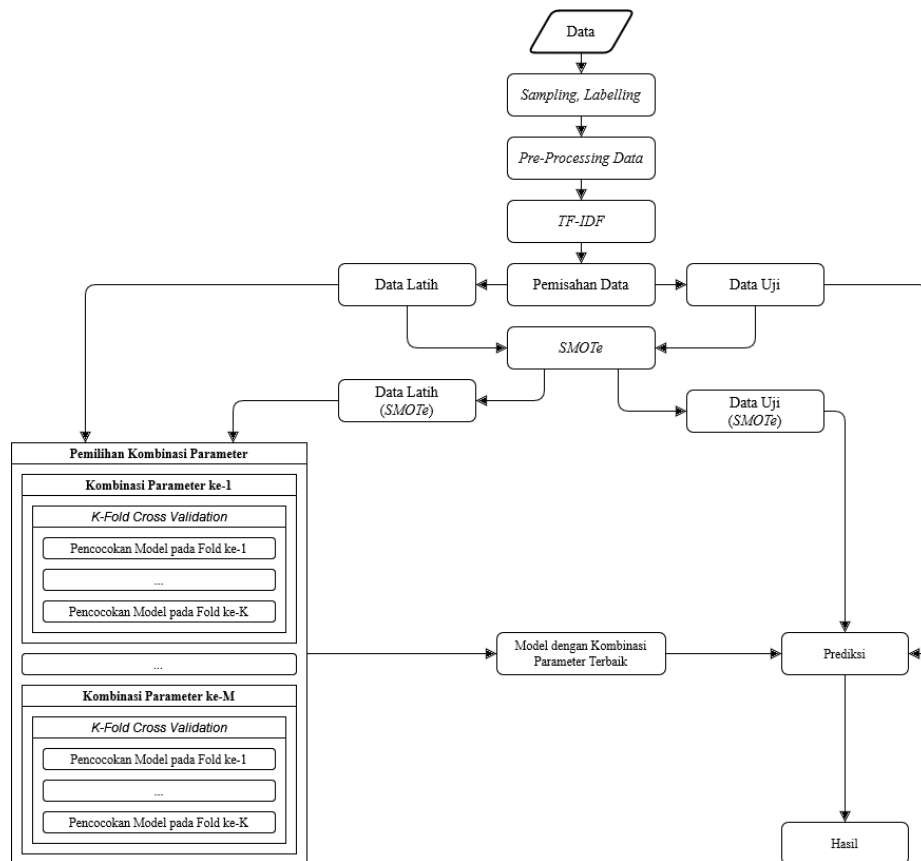 Data
Sampling, Labelling
Pre-Processing Data
TF-IDF
Data Latih
Pemisahan Data
Data Uji
SMOTe
Data Latih
(SMOTe)
Data Uji
(SMOTe)
Pemilihan Kombinasi Parameter
Kombinasi Parameter ke-1
K-Fold Cross Validation
Pencocokan Model pada Fold ke-1
...
Pencocokan Model pada Fold ke-K
...
Kombinasi Parameter ke-M
K-Fold Cross Validation
Pencocokan Model pada Fold ke-1
...
Pencocokan Model pada Fold ke-K
Model dengan Kombinasi
Parameter Terbaik
Prediksi
Hasil